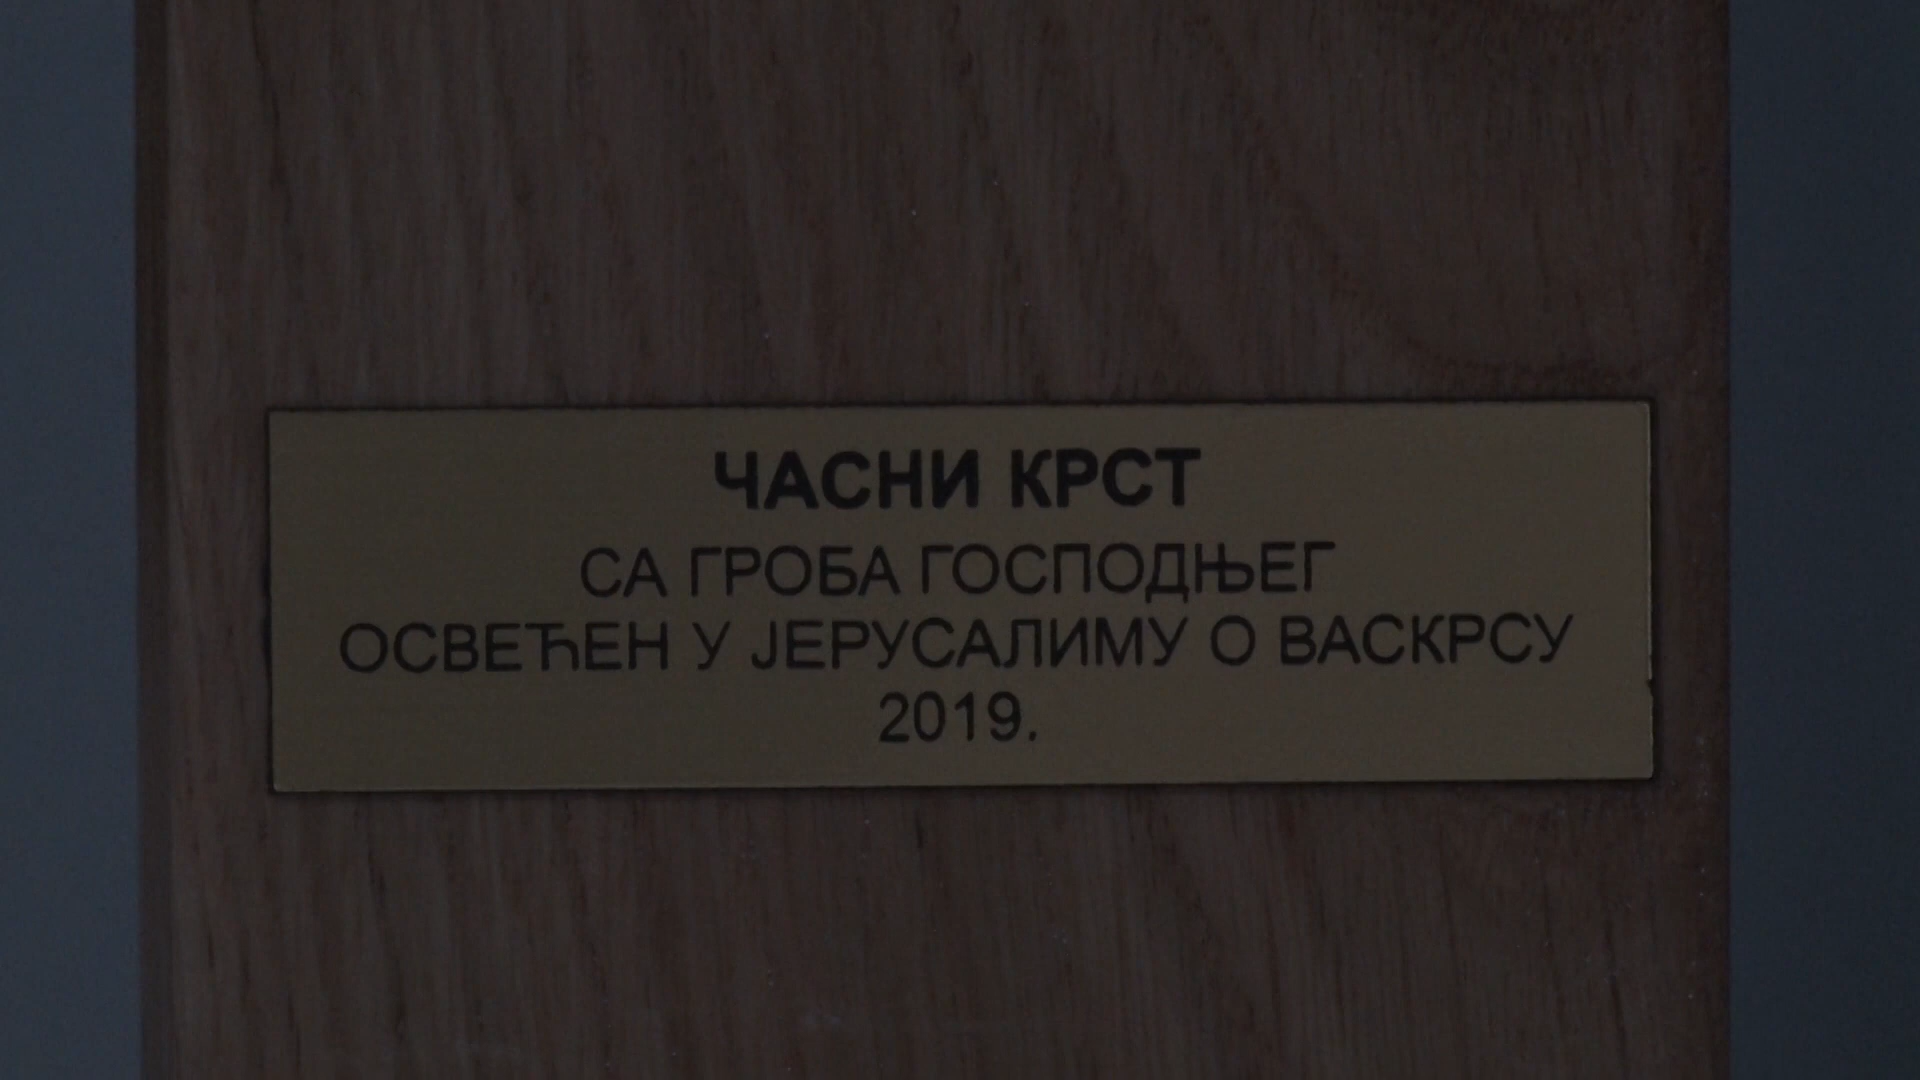 ЧАСНИ КРСТ
СА ГРОБА ГОСПОДЊЕГ
ОСВЕЋЕН У ЈЕРУСАЛИМУ О ВАСКРСУ
2019.